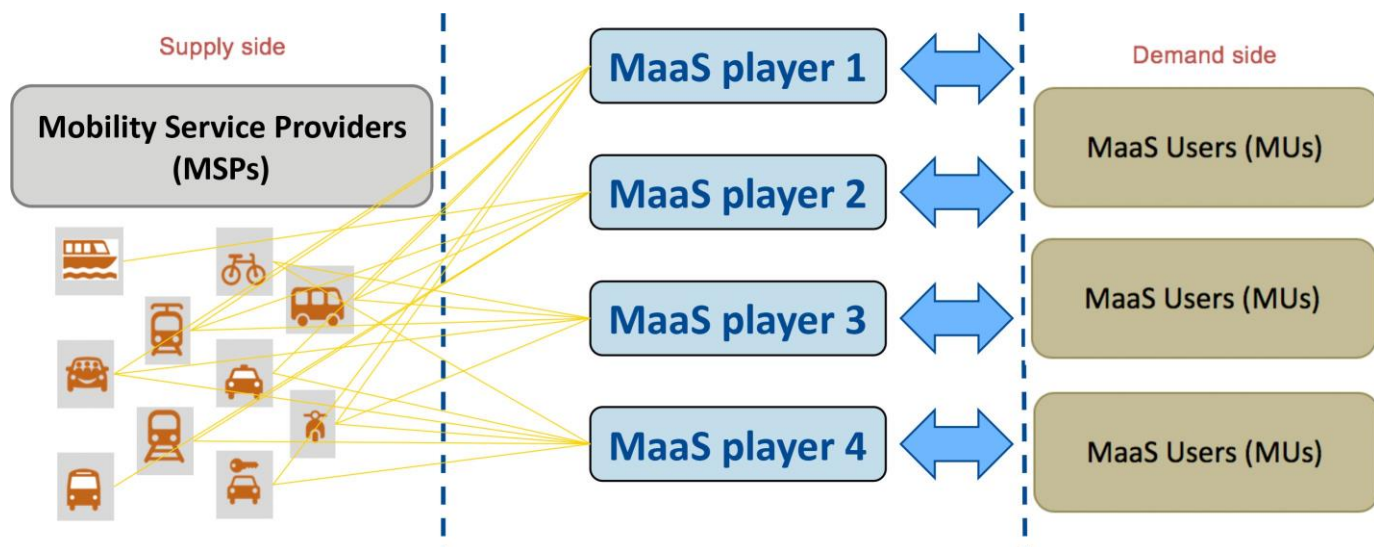 Supply side
Mobility Service Providers
(MSPs)
MaaS player 1
MaaS player 2
MaaS player 3
MaaS player 4
Demand side
MaaS Users (MUs)
MaaS Users (MUs)
MaaS Users (MUs)